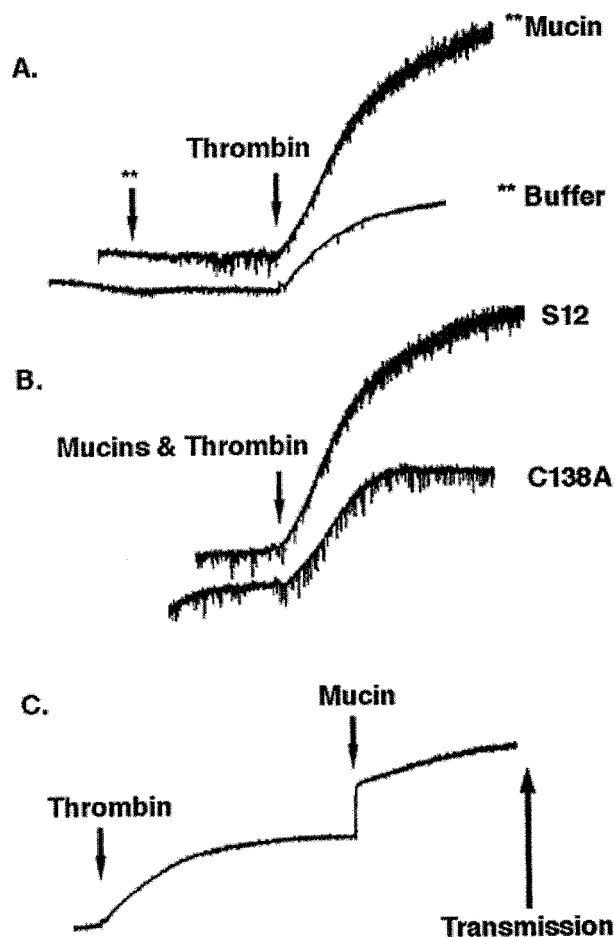 A.
**Mucin
Thrombin
**
** Buffer
S12
B.
Mucins & Thrombin
C138A
C.
Mucin
Thrombin
Transmission